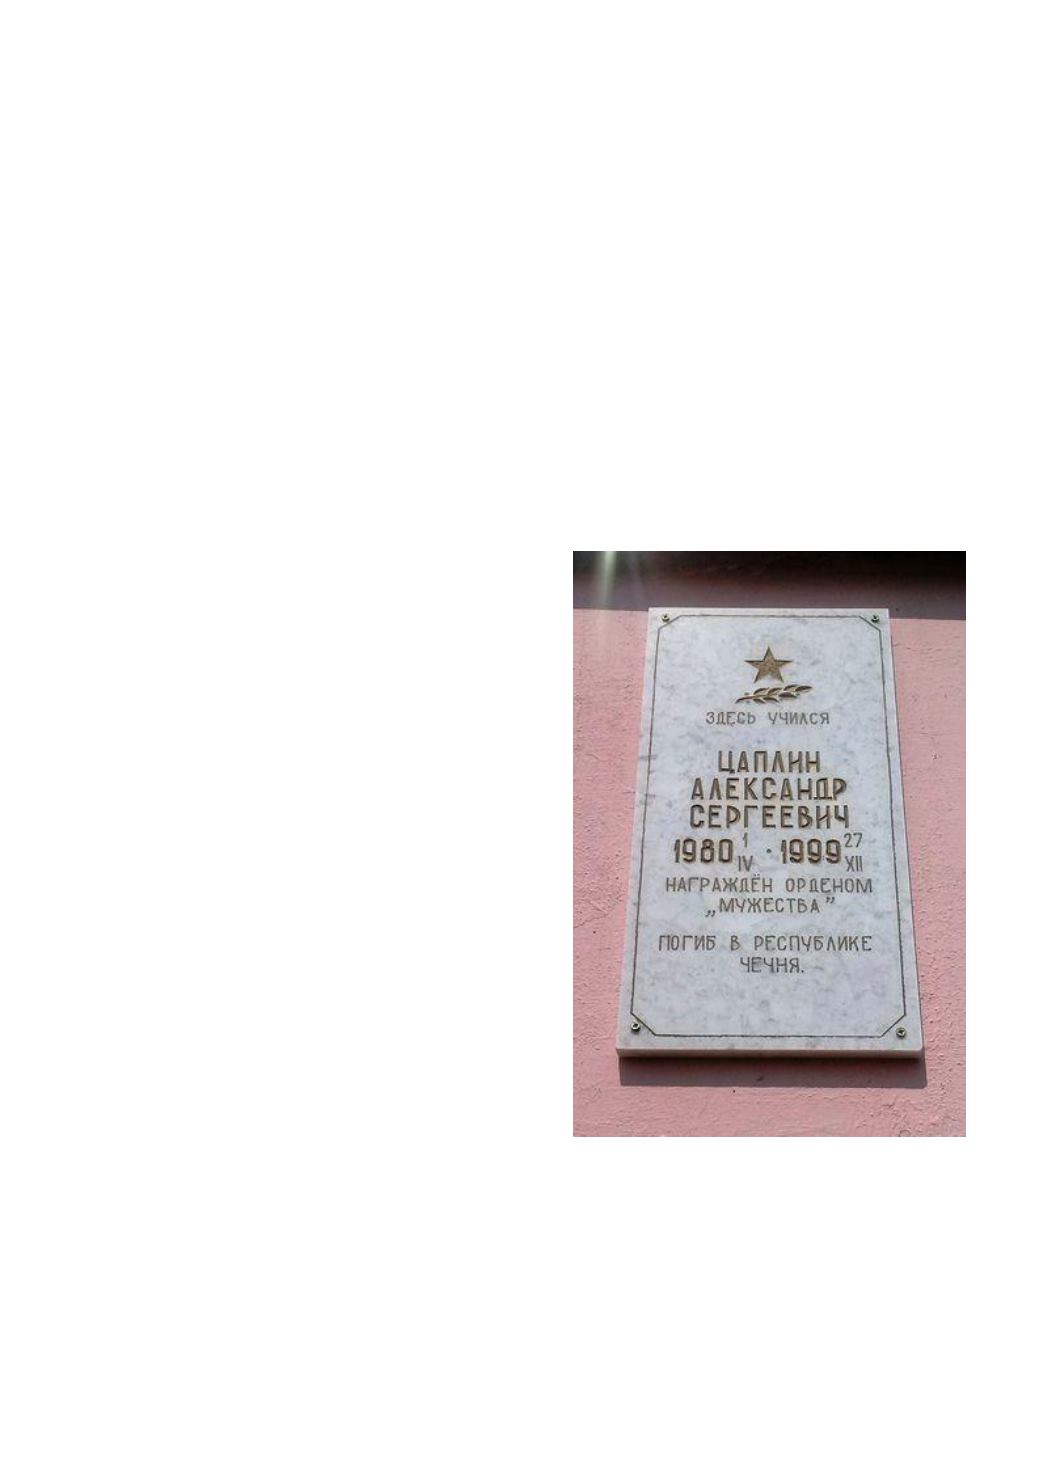 ЗДЕСЬ УЧИЛСЯ
ЦАПЛИН
АЛЕКСАНДР
СЕРГЕЕВИЧ
1980 1 IV · 1999 27 XII
НАГРАЖДЁН ОРДЕНОМ
„МУЖЕСТВА”
ПОГИБ В РЕСПУБЛИКЕ
ЧЕЧНЯ.